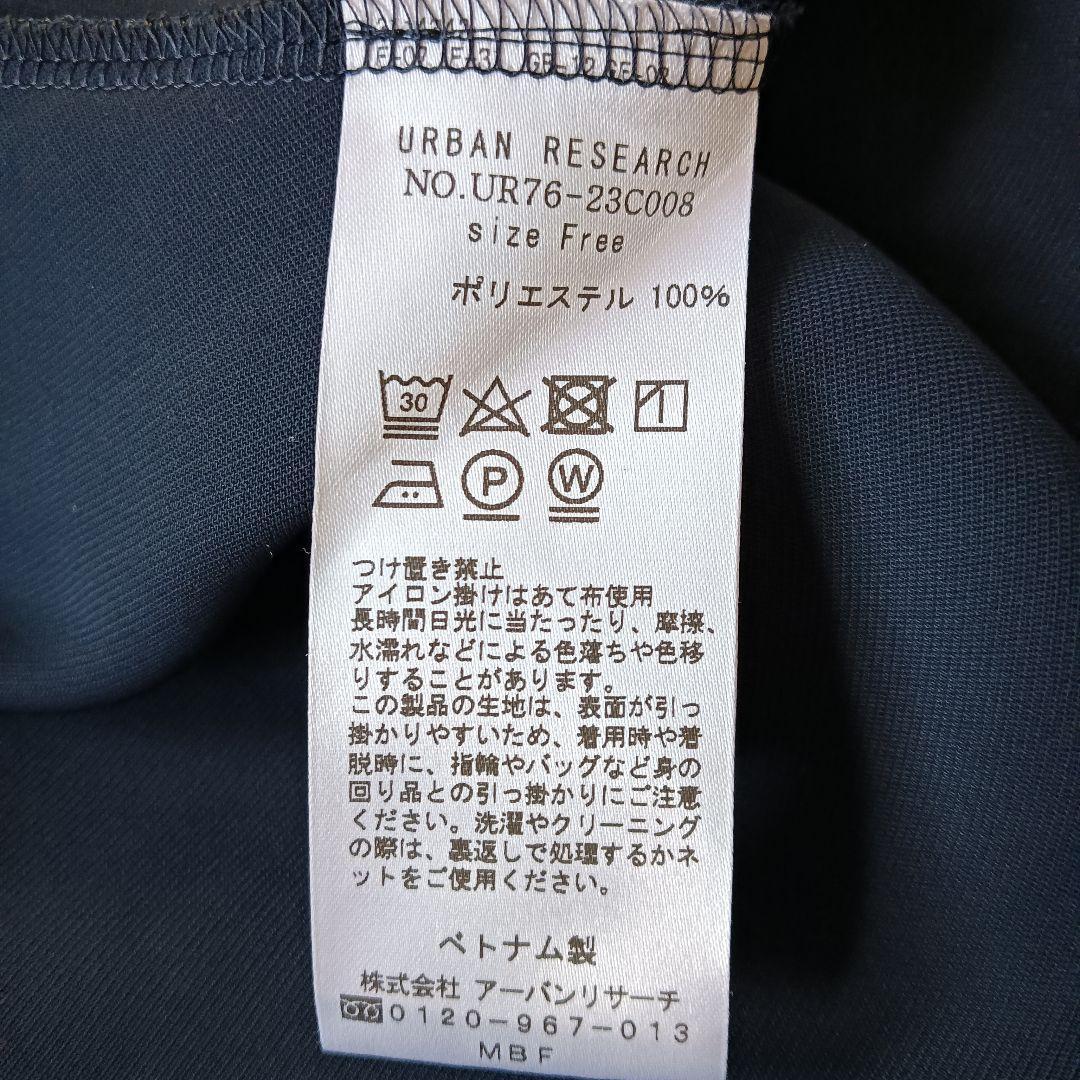 URBAN RESEARCH
NO.UR76-23C008
size Free
ポリエステル 100%
30
P W
つけ置き禁止
アイロン掛けはあて布使用
長時間日光に当たったり、摩擦、
水濡れなどによる色落ちや色移
りすることがあります。
この製品の生地は、表面が引っ
掛かりやすいため、着用時や着
脱時に、指輪やバッグなど身の
回り品との引っ掛かりにご注意
ください。洗濯やクリーニング
の際は、裏返しで処理するかネ
ットをご使用ください。
ベトナム製
株式会社 アーバンリサーチ
0120-967-013
MBF